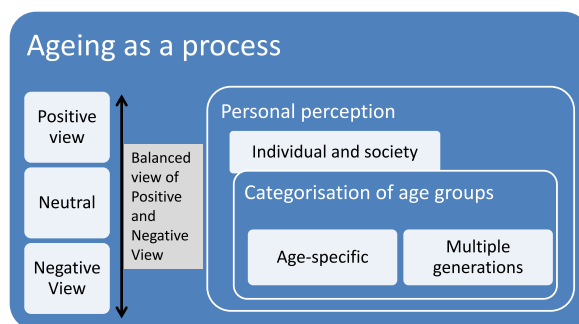 Ageing as a process
Positive
view
Neutral
Negative
View
Balanced
view of
Positive
and
Negative
View
Personal perception
Individual and society
Categorisation of age groups
Age-specific
Multiple
generations